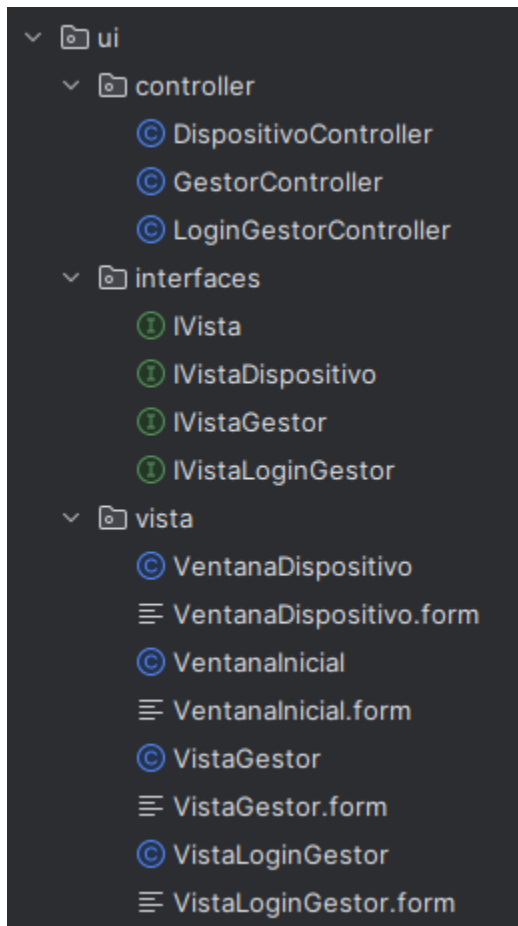 ui
controller
DispositivoController
GestorController
LoginGestorController
interfaces
IVista
IVistaDispositivo
IVistaGestor
IVistaLoginGestor
vista
VentanaDispositivo
VentanaDispositivo.form
VentanaInicial
VentanaInicial.form
VistaGestor
VistaGestor.form
VistaLoginGestor
VistaLoginGestor.form